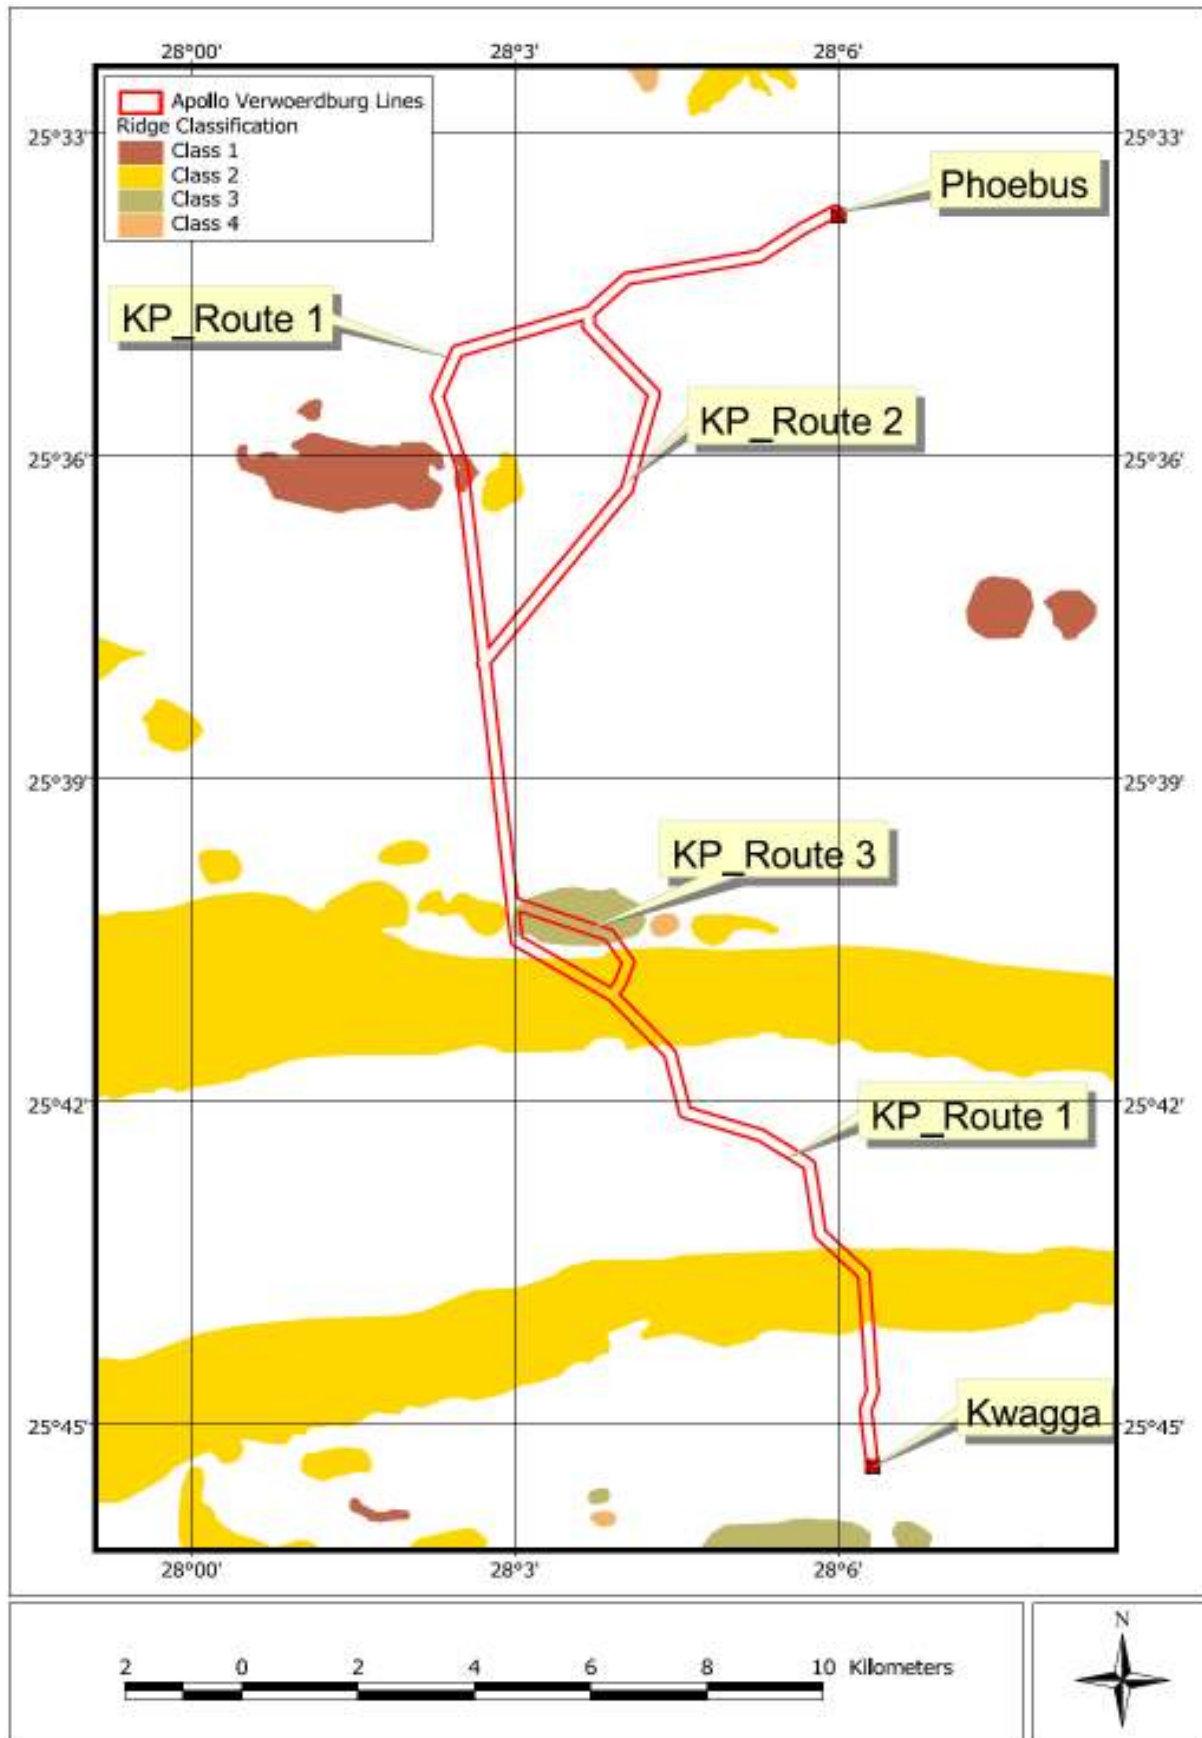 28°00' 28°3' 28°6'
Apollo Verwoerdburg Lines
Ridge Classification
Class 1
Class 2
Class 3
Class 4
25°33' 25°33'
Phoebus
KP_Route 1
KP_Route 2
25°36' 25°36'
25°39' 25°39'
KP_Route 3
25°42' 25°42'
KP_Route 1
Kwagga
25°45' 25°45'
28°00' 28°3' 28°6'
2 0 2 4 6 8 10 Kilometers
N